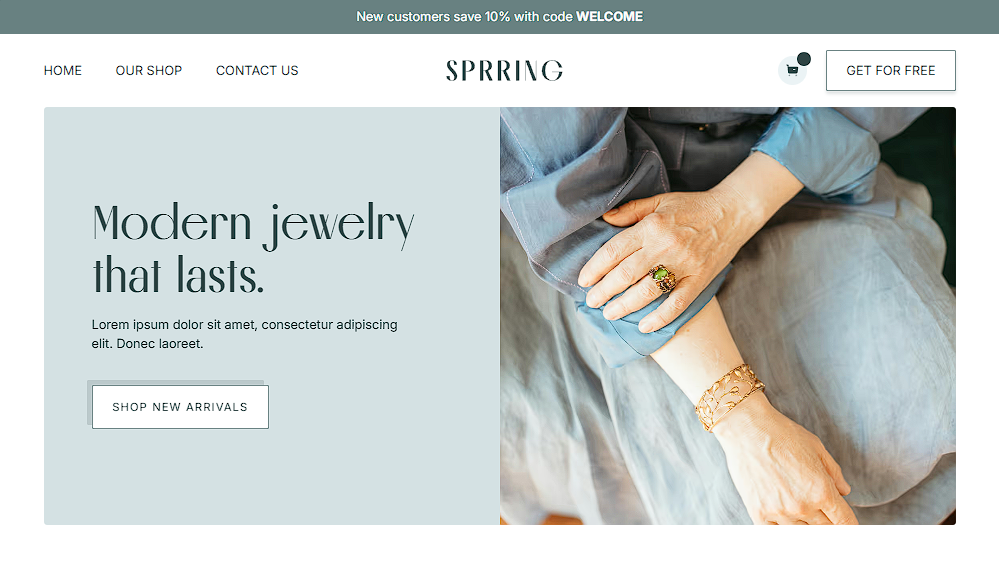 New customers save 10% with code WELCOME
HOME OUR SHOP CONTACT US SPRRING GET FOR FREE
Modern jewelry
that lasts.
Lorem ipsum dolor sit amet, consectetur adipiscing
elit. Donec laoreet.
SHOP NEW ARRIVALS